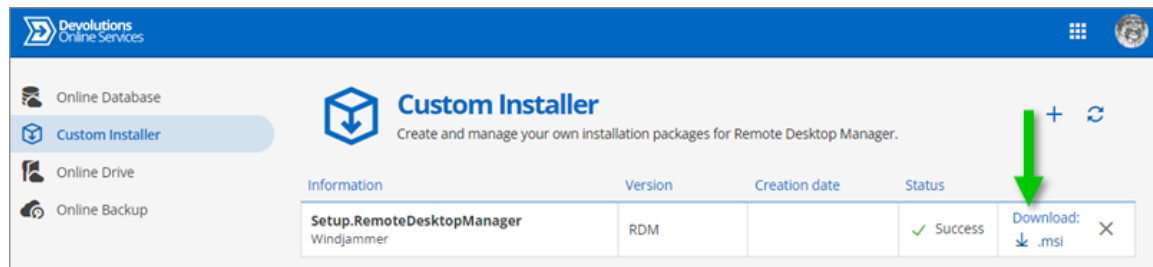 Devolutions
Online Services
Online Database
Custom Installer
Online Drive
Online Backup
Custom Installer
Create and manage your own installation packages for Remote Desktop Manager.
Information Version Creation date Status
Setup.RemoteDesktopManager
Windjammer
RDM
Success
Download:
.msi